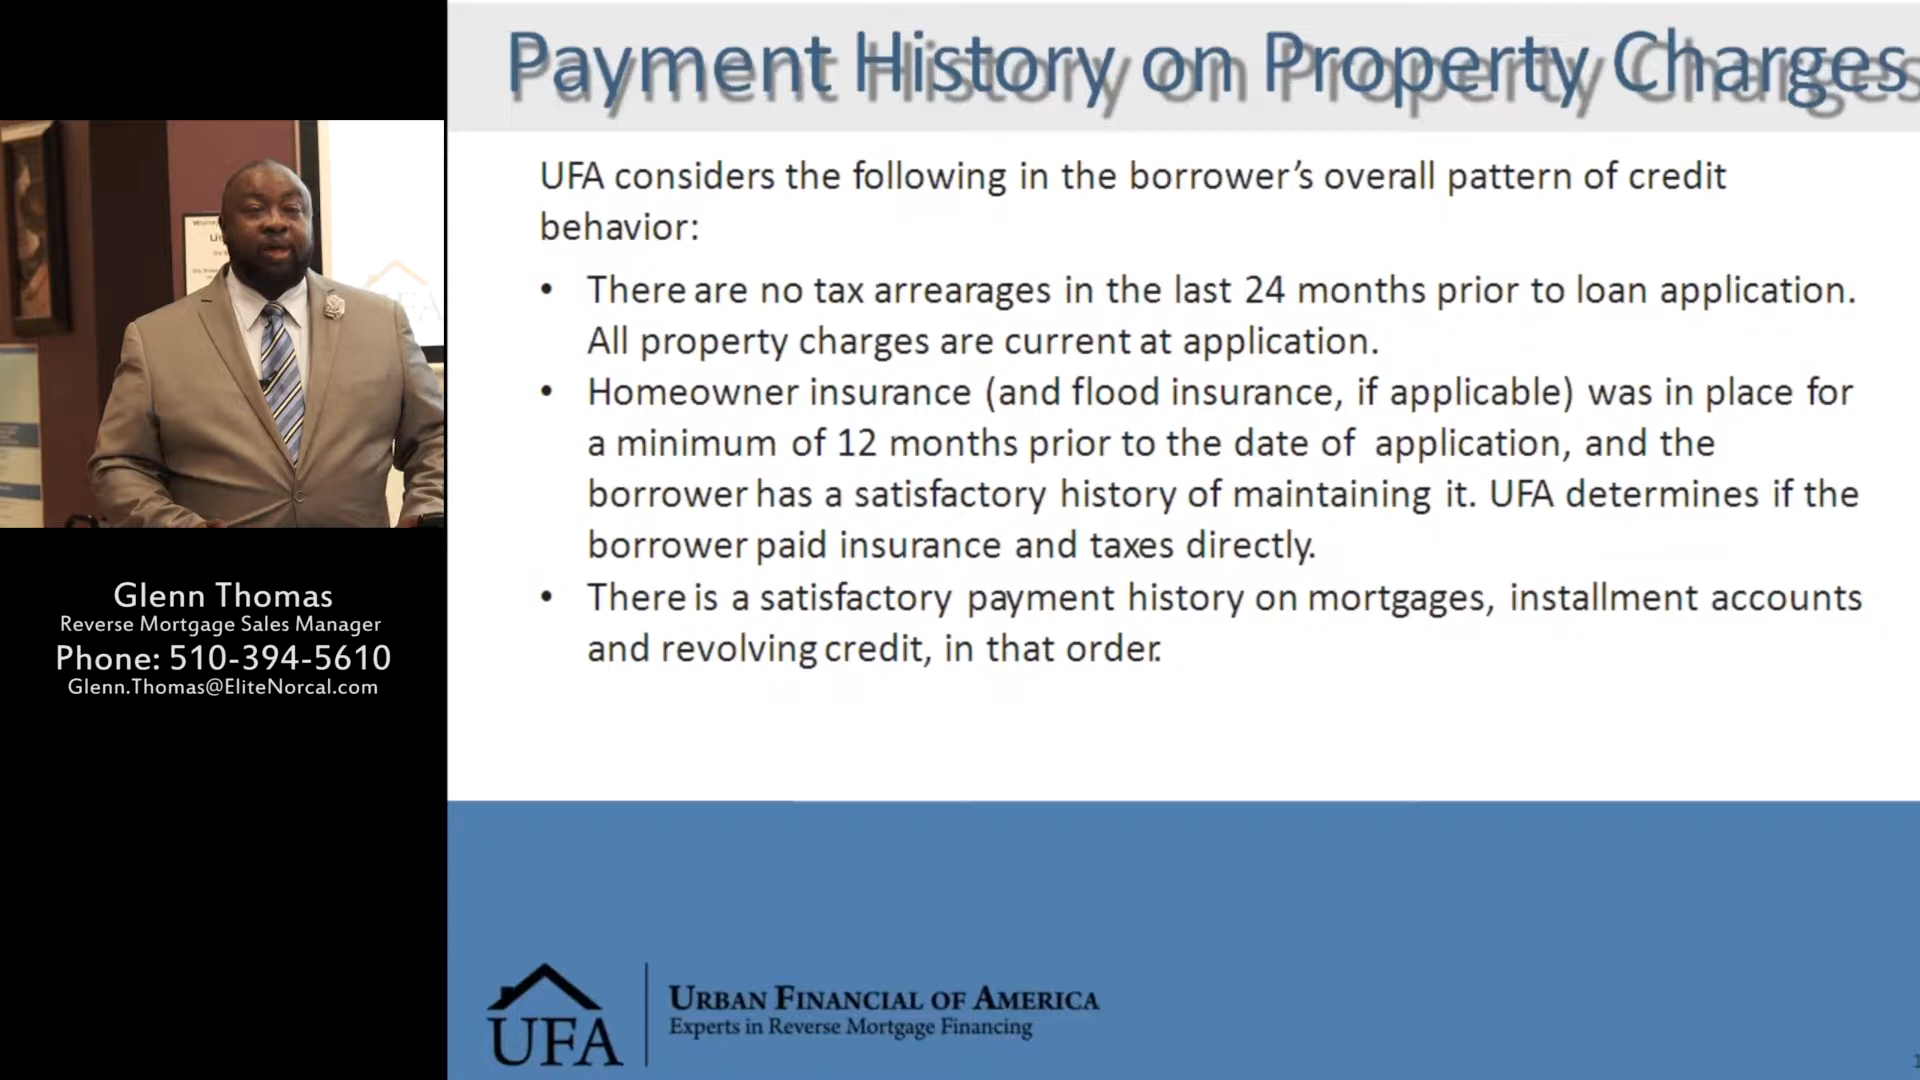 Payment History on Property Charges
UFA considers the following in the borrower’s overall pattern of credit
behavior:
• There are no tax arrearages in the last 24 months prior to loan application.
All property charges are current at application.
• Homeowner insurance (and flood insurance, if applicable) was in place for
a minimum of 12 months prior to the date of application, and the
borrower has a satisfactory history of maintaining it. UFA determines if the
borrower paid insurance and taxes directly.
• There is a satisfactory payment history on mortgages, installment accounts
and revolving credit, in that order.
Glenn Thomas
Reverse Mortgage Sales Manager
Phone: 510-394-5610
Glenn.Thomas@EliteNorcal.com
UFA
URBAN FINANCIAL OF AMERICA
Experts in Reverse Mortgage Financing